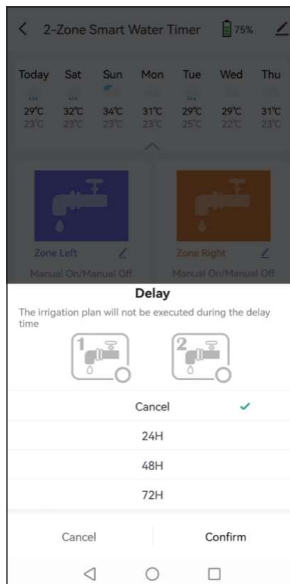 2-Zone Smart Water Timer 75%
Today Sat Sun Mon Tue Wed Thu
29℃ 32℃ 34℃ 31℃ 29℃ 29℃ 31℃
23℃ 23℃ 23℃ 23℃ 25℃ 22℃ 23℃
Zone Left Zone Right
Manual On/Manual Off Manual On/Manual Off
Delay
The irrigation plan will not be executed during the delay
time
1 2
Cancel
24H
48H
72H
Cancel Confirm